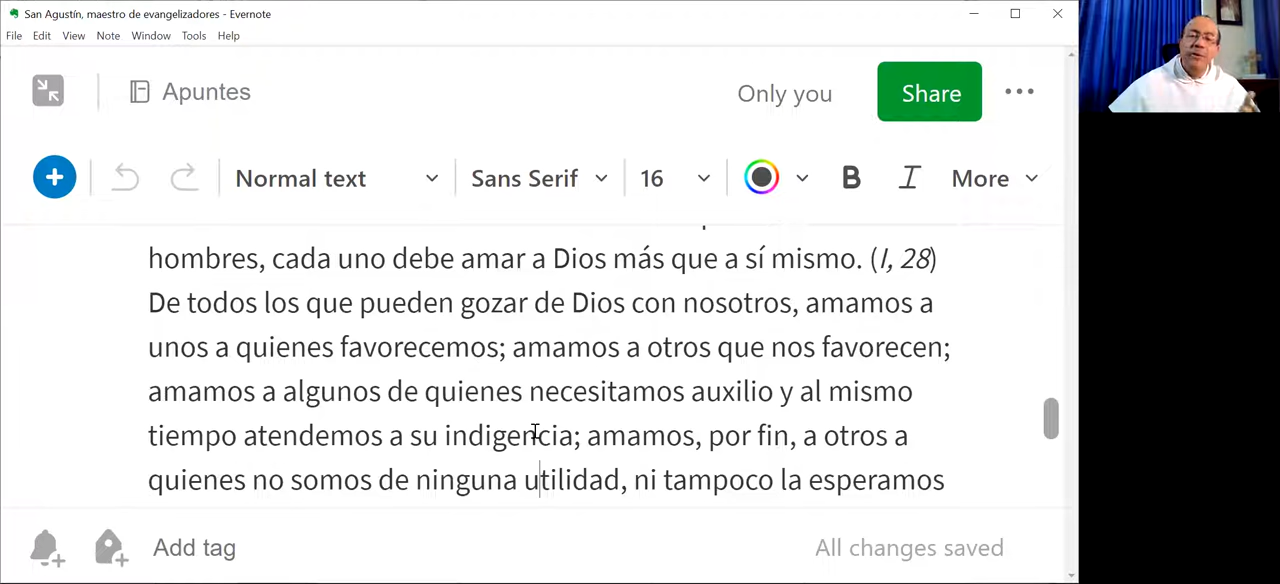 San Agustín, maestro de evangelizadores - Evernote
File Edit View Note Window Tools Help
Apuntes
Only you
Share
Normal text
Sans Serif
16
B
I
More
hombres, cada uno debe amar a Dios más que a sí mismo. (I, 28)
De todos los que pueden gozar de Dios con nosotros, amamos a
unos a quienes favorecemos; amamos a otros que nos favorecen;
amamos a algunos de quienes necesitamos auxilio y al mismo
tiempo atendemos a su indigencia; amamos, por fin, a otros a
quienes no somos de ninguna utilidad, ni tampoco la esperamos
Add tag
All changes saved